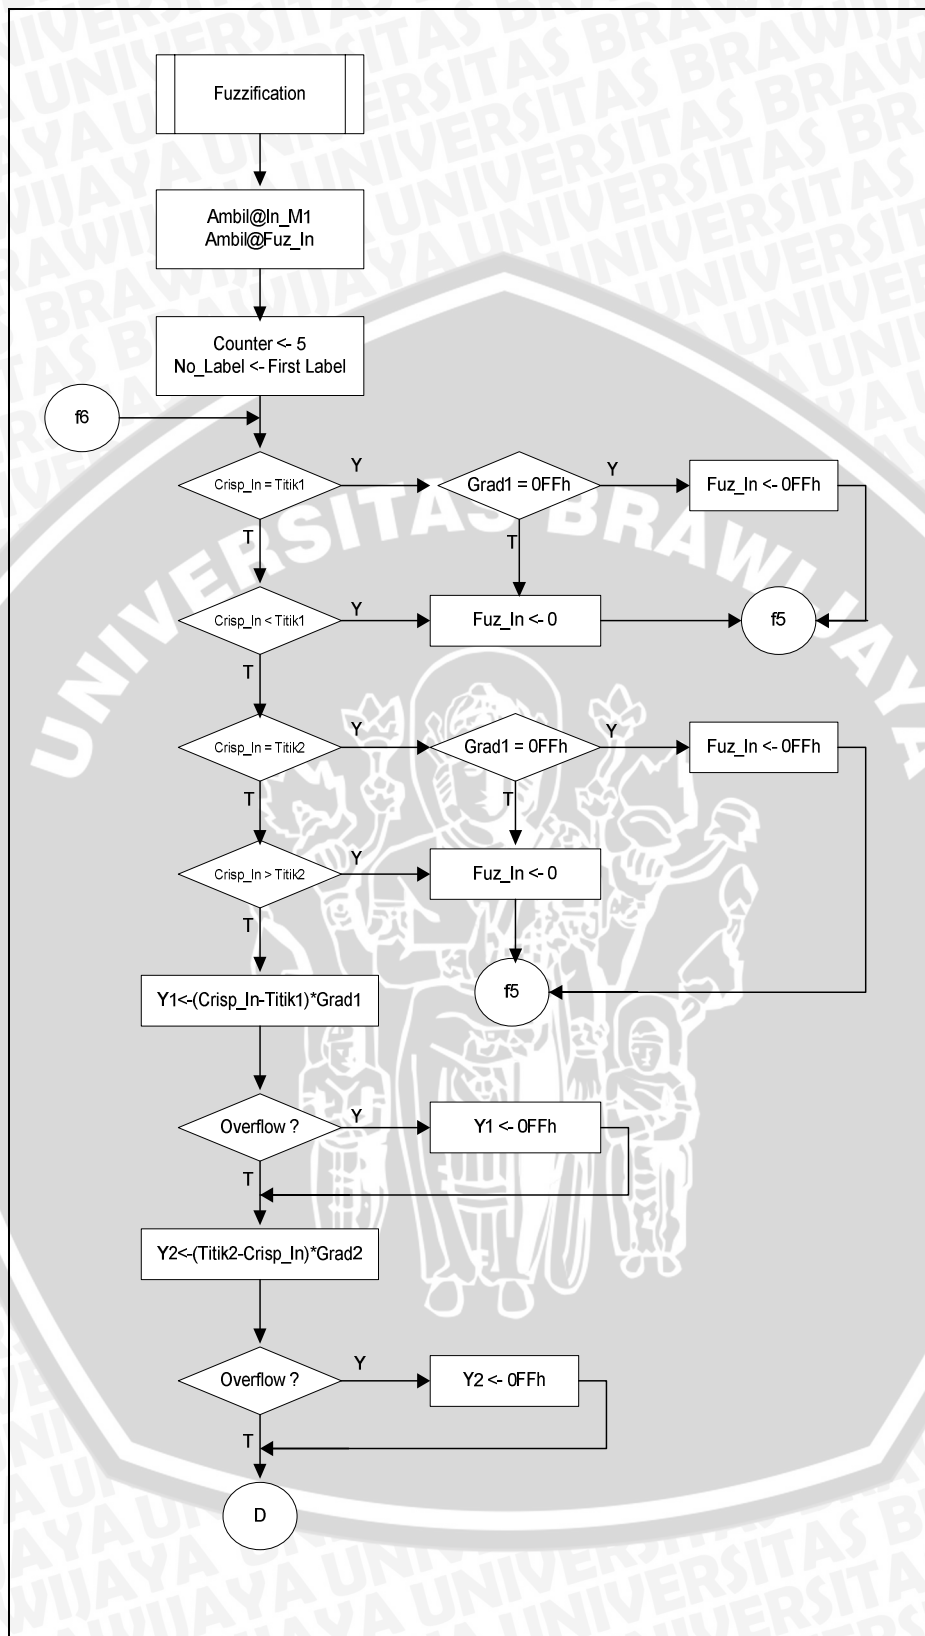 Fuzzification
Ambil@In_M1
Ambil@Fuz_In
Counter <- 5
No_Label <- First Label
f6
Crisp_In = Titik1
Y
Grad1 = 0FFh
Y
Fuz_In <- 0FFh
T
T
Crisp_In < Titik1
Y
Fuz_In <- 0
f5
T
Crisp_In = Titik2
Y
Grad1 = 0FFh
Y
Fuz_In <- 0FFh
T
T
Crisp_In > Titik2
Y
Fuz_In <- 0
T
f5
Y1<-(Crisp_In-Titik1)*Grad1
Overflow ?
Y
Y1 <- 0FFh
T
Y2<-(Titik2-Crisp_In)*Grad2
Overflow ?
Y
Y2 <- 0FFh
T
D
UNIVERSITAS BRAWIJAYA